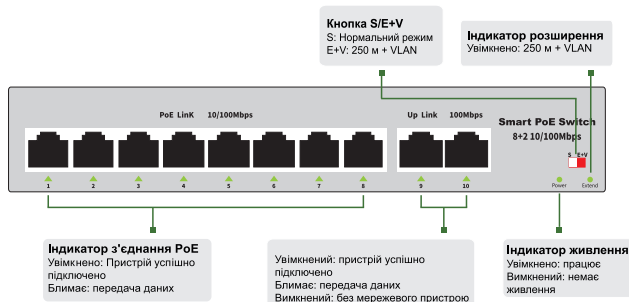 Кнопка S/E+V
S: Нормальний режим
E+V: 250 м + VLAN
Індикатор розширення
Увімкнено: 250 м + VLAN
PoE LinK 10/100Mbps
Up Link 100Mbps
Smart PoE Switch
8+2 10/100Mbps
S E+V
1 2 3 4 5 6 7 8 9 10
Power Extend
Індикатор з'єднання PoE
Увімкнено: Пристрій успішно
підключено
Блимає: передача даних
Увімкнений: пристрій успішно
підключено
Блимає: передача даних
Вимкнений: без мережевого пристрою
Індикатор живлення
Увімкнено: працює
Вимкнений: немає
живлення